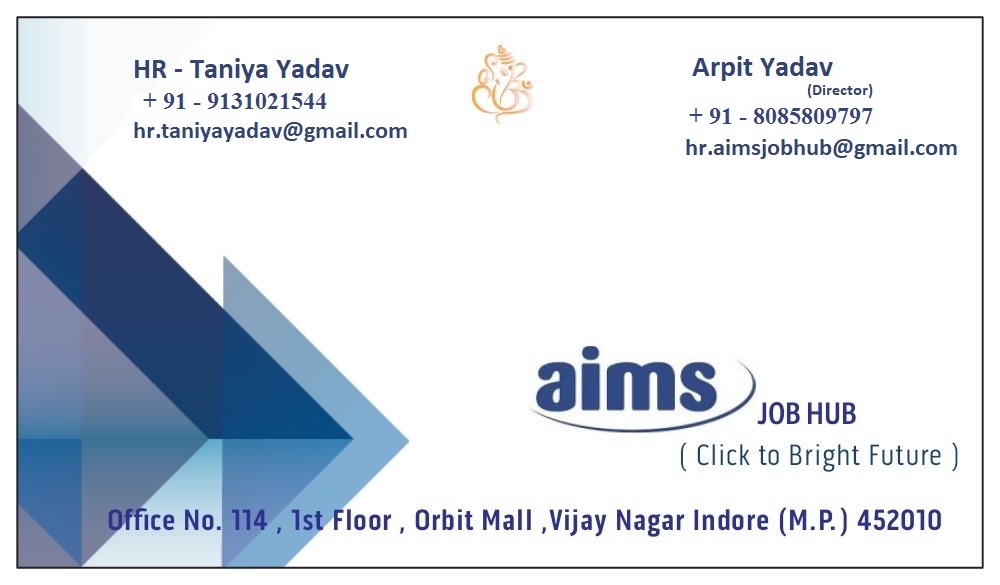 HR - Taniya Yadav
+ 91 - 9131021544
hr.taniyayadav@gmail.com
Arpit Yadav
(Director)
+ 91 - 8085809797
hr.aimsjobhub@gmail.com
aims
JOB HUB
( Click to Bright Future )
Office No. 114 , 1st Floor , Orbit Mall ,Vijay Nagar Indore (M.P.) 452010